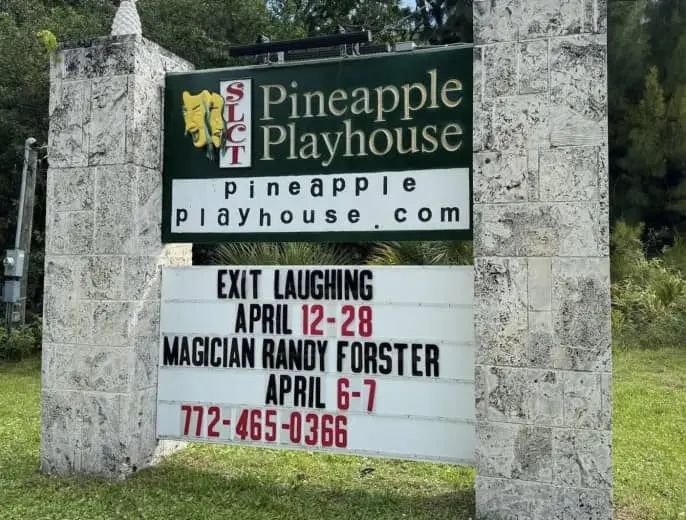 SLCT
Pineapple
Playhouse
pineapple
playhouse.com
EXIT LAUGHING
APRIL 12-28
MAGICIAN RANDY FORSTER
APRIL 6-7
772-465-0366